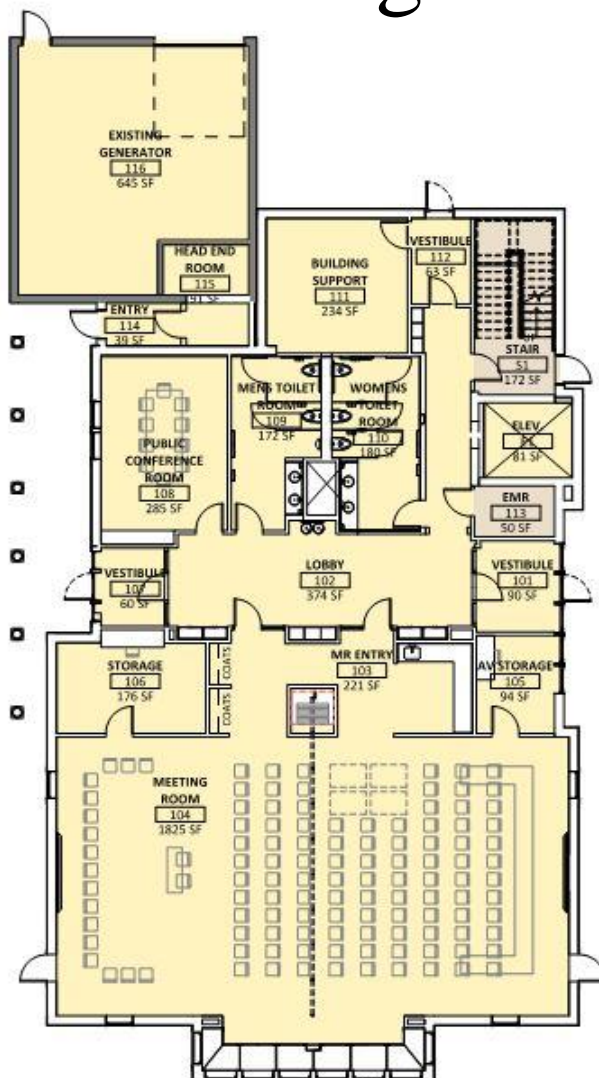 g
EXISTING
GENERATOR
116
645 SF
HEAD END
ROOM
115
91 SF
ENTRY
114
39 SF
BUILDING
SUPPORT
111
234 SF
VESTIBULE
112
63 SF
STAIR
S1
172 SF
MENS TOILET
ROOM
109
172 SF
WOMENS
TOILET
ROOM
110
180 SF
ELEV.
81 SF
PUBLIC
CONFERENCE
ROOM
108
285 SF
EMR
113
50 SF
VESTIBULE
107
60 SF
LOBBY
102
374 SF
VESTIBULE
101
90 SF
STORAGE
106
176 SF
COATS
COATS
MR ENTRY
103
221 SF
AV STORAGE
105
94 SF
MEETING
ROOM
104
1825 SF